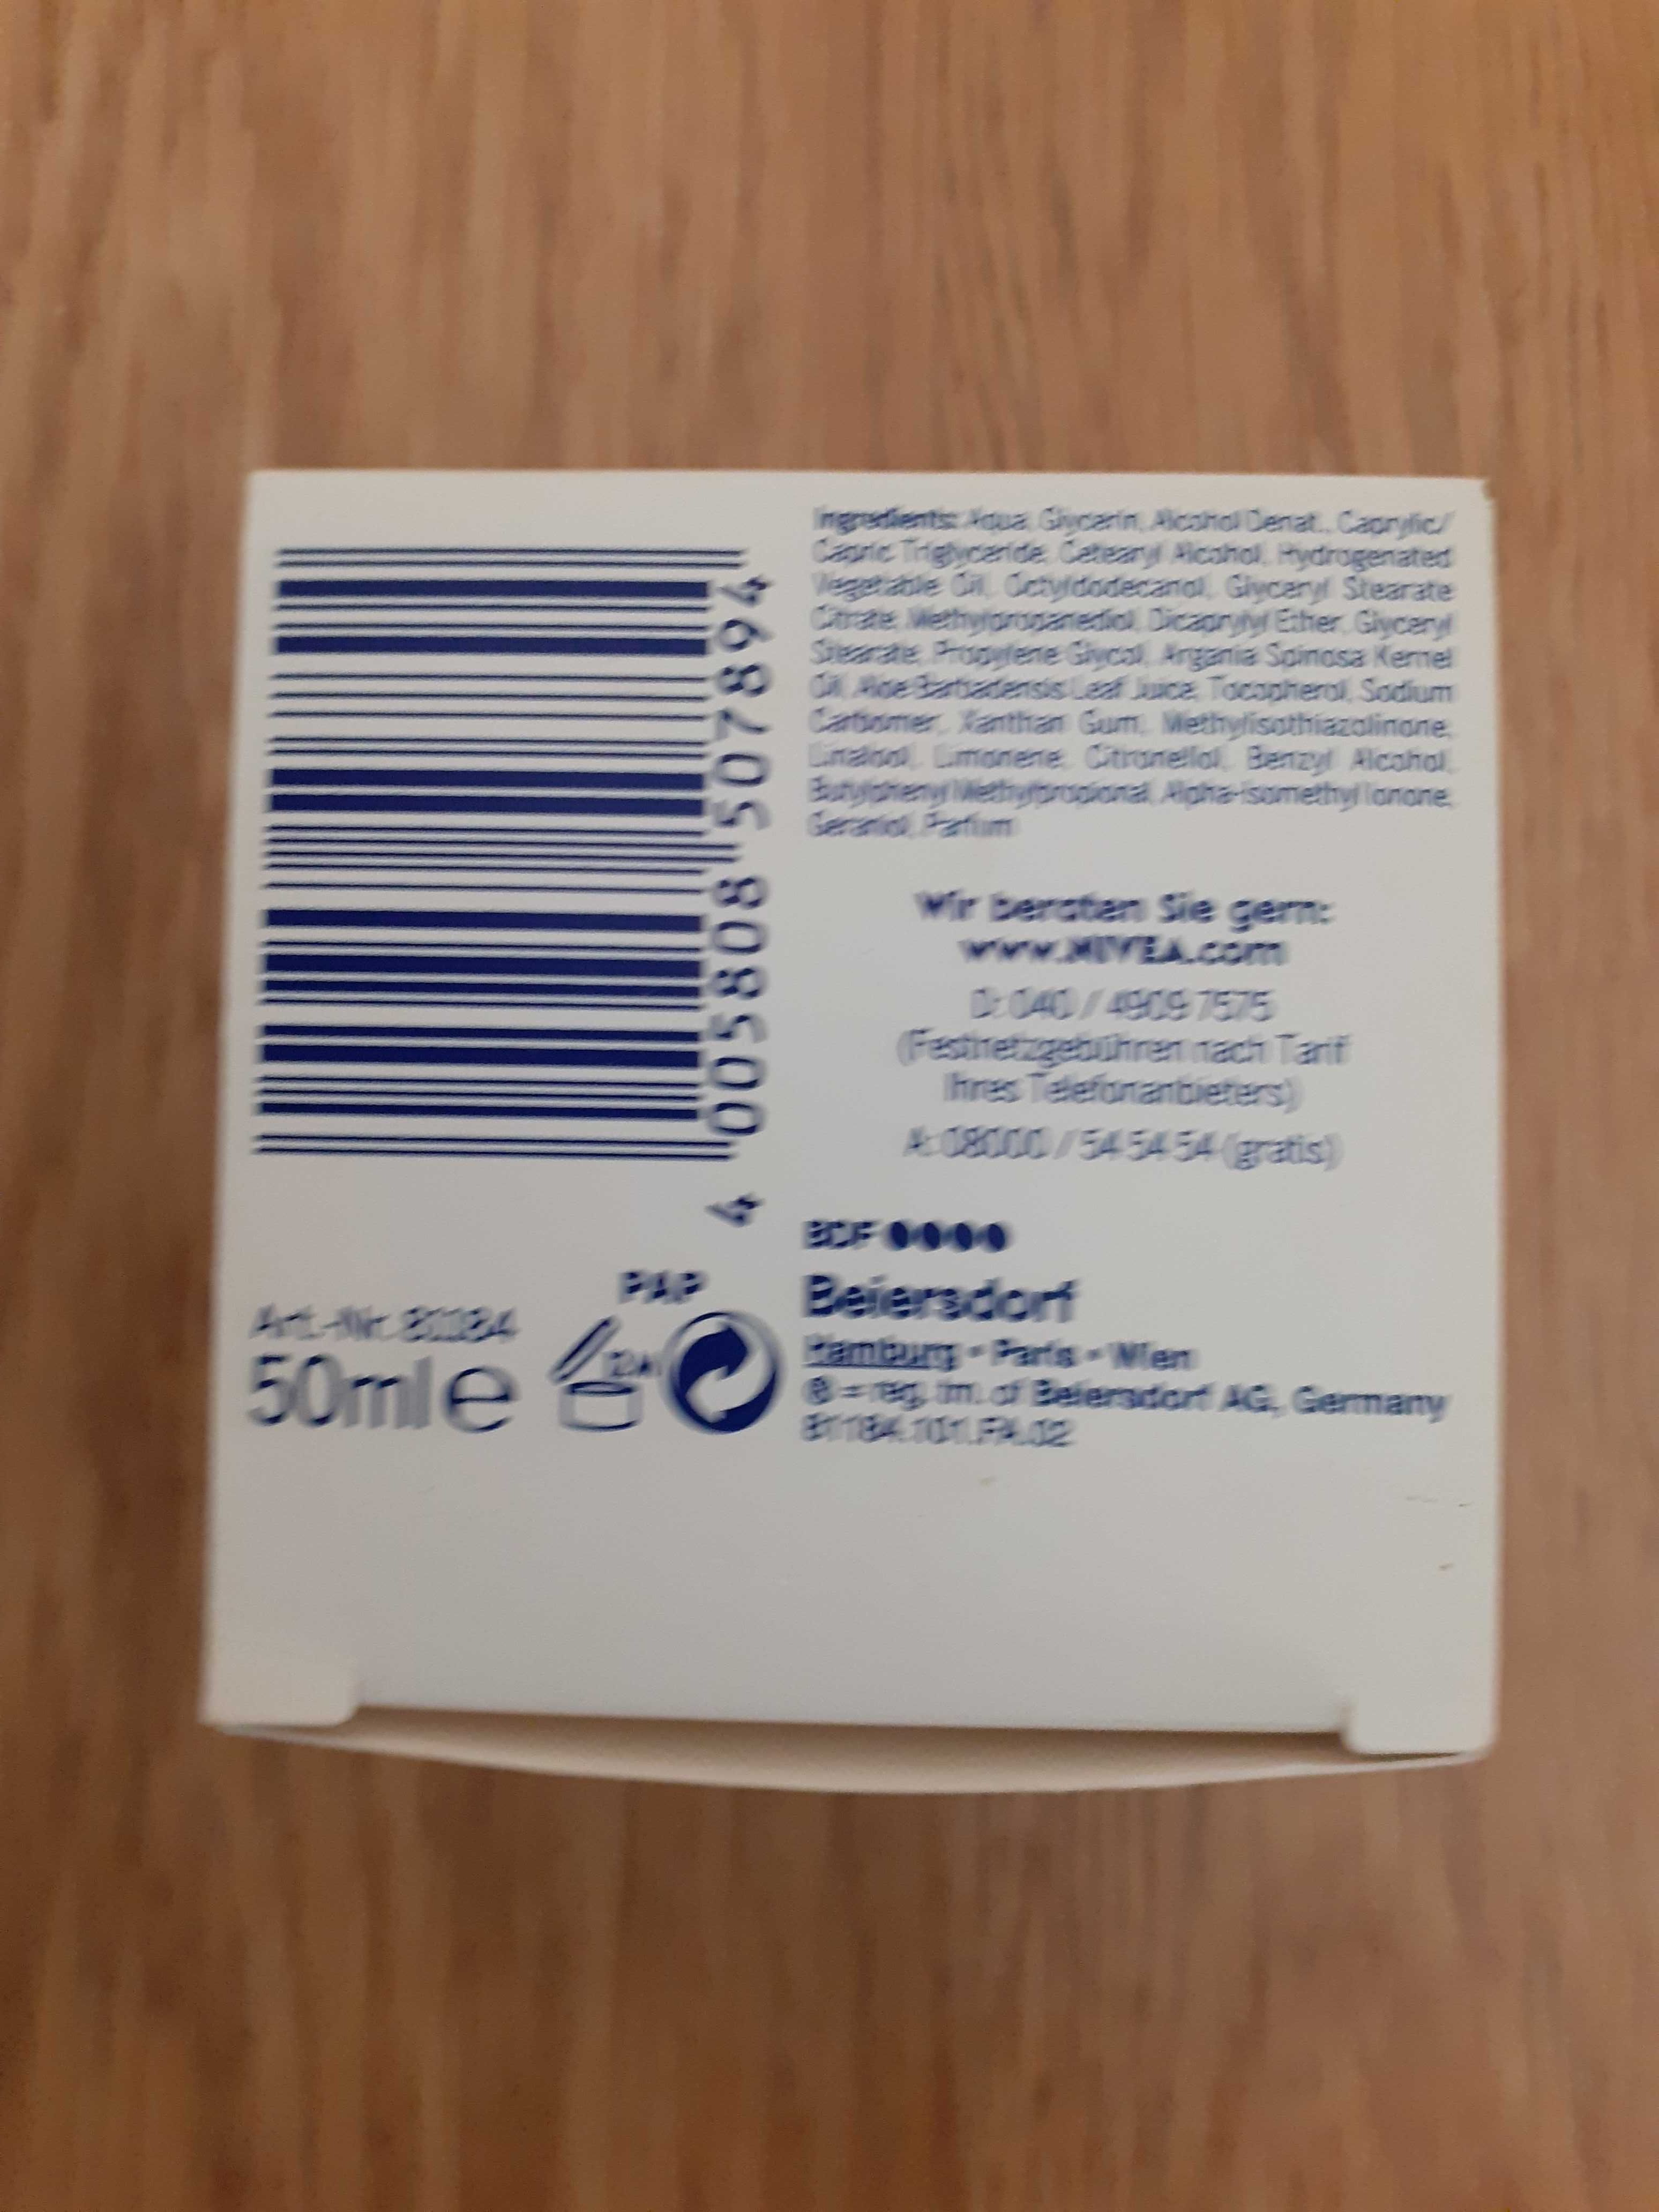 Ingredients: Aqua, Glycerin, Alcohol Denat., Caprylic/
Capric Triglyceride, Cetearyl Alcohol, Hydrogenated
Vegetable Oil, Octyldodecanol, Glyceryl Stearate
Citrate, Methylpropanediol, Dicaprylyl Ether, Glyceryl
Stearate, Propylene Glycol, Argania Spinosa Kernel
Oil, Aloe Barbadensis Leaf Juice, Tocopherol, Sodium
Carbomer, Xanthan Gum, Methylisothiazolinone,
Linalool, Limonene, Citronellol, Benzyl Alcohol,
Butylphenyl Methylpropional, Alpha-Isomethyl Ionone,
Geraniol, Parfum
Wir beraten Sie gern:
www.NIVEA.com
D: 040 / 4909 7575
(Festnetzgebühren nach Tarif
Ihres Telefonanbieters)
A: 08000 / 54 54 54 (gratis)
4 005808 507894
Art.-Nr. 81184
50ml e
12M
PAP
BDF
Beiersdorf
Hamburg • Paris • Wien
® = reg. tm. of Beiersdorf AG, Germany
81184.101.FA.02